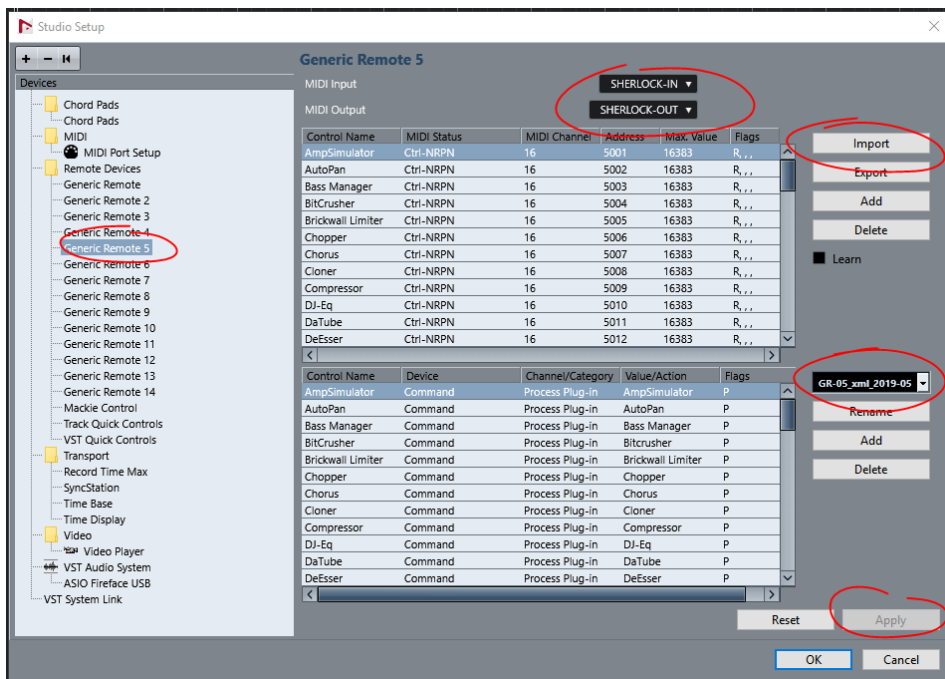 Studio Setup
Generic Remote 5
Devices
MIDI Input SHERLOCK-IN
MIDI Output SHERLOCK-OUT
Chord Pads
Chord Pads
MIDI
MIDI Port Setup
Remote Devices
Generic Remote
Generic Remote 2
Generic Remote 3
Generic Remote 4
Generic Remote 5
Generic Remote 6
Generic Remote 7
Generic Remote 8
Generic Remote 9
Generic Remote 10
Generic Remote 11
Generic Remote 12
Generic Remote 13
Generic Remote 14
Mackie Control
Track Quick Controls
VST Quick Controls
Transport
Record Time Max
SyncStation
Time Base
Time Display
Video
Video Player
VST Audio System
ASIO Fireface USB
VST System Link
Control Name MIDI Status MIDI Channel Address Max. Value Flags
AmpSimulator Ctrl-NRPN 16 5001 16383 R, , ,
AutoPan Ctrl-NRPN 16 5002 16383 R, , ,
Bass Manager Ctrl-NRPN 16 5003 16383 R, , ,
BitCrusher Ctrl-NRPN 16 5004 16383 R, , ,
Brickwall Limiter Ctrl-NRPN 16 5005 16383 R, , ,
Chopper Ctrl-NRPN 16 5006 16383 R, , ,
Chorus Ctrl-NRPN 16 5007 16383 R, , ,
Cloner Ctrl-NRPN 16 5008 16383 R, , ,
Compressor Ctrl-NRPN 16 5009 16383 R, , ,
DJ-Eq Ctrl-NRPN 16 5010 16383 R, , ,
DaTube Ctrl-NRPN 16 5011 16383 R, , ,
DeEsser Ctrl-NRPN 16 5012 16383 R, , ,
Import
Export
Add
Delete
Learn
Control Name Device Channel/Category Value/Action Flags
AmpSimulator Command Process Plug-in AmpSimulator P
AutoPan Command Process Plug-in AutoPan P
Bass Manager Command Process Plug-in Bass Manager P
BitCrusher Command Process Plug-in Bitcrusher P
Brickwall Limiter Command Process Plug-in Brickwall Limiter P
Chopper Command Process Plug-in Chopper P
Chorus Command Process Plug-in Chorus P
Cloner Command Process Plug-in Cloner P
Compressor Command Process Plug-in Compressor P
DJ-Eq Command Process Plug-in DJ-Eq P
DaTube Command Process Plug-in DaTube P
DeEsser Command Process Plug-in DeEsser P
GR-05_xml_2019-05
Rename
Add
Delete
Reset Apply
OK Cancel